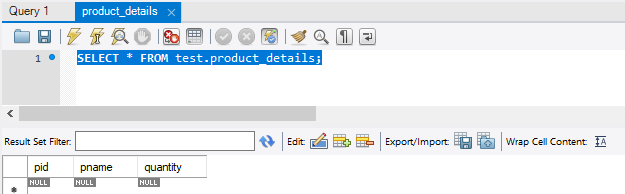 Query 1 product_details ×
1 SELECT * FROM test.product_details;
Result Set Filter: Edit: Export/Import: Wrap Cell Content: IA
pid pname quantity
* NULL NULL NULL